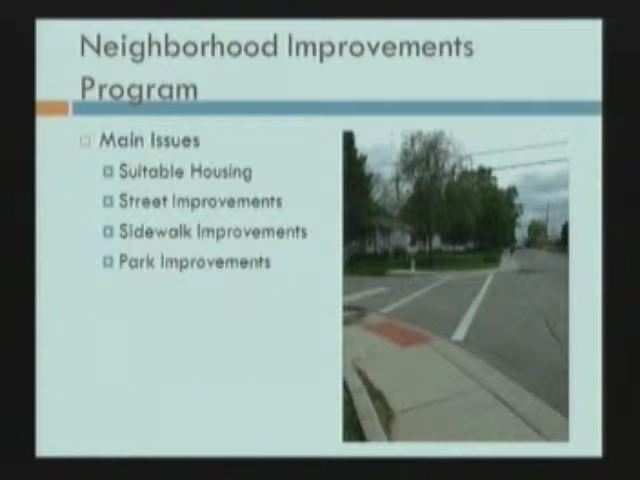 Neighborhood Improvements
Program
Main Issues
Suitable Housing
Street Improvements
Sidewalk Improvements
Park Improvements